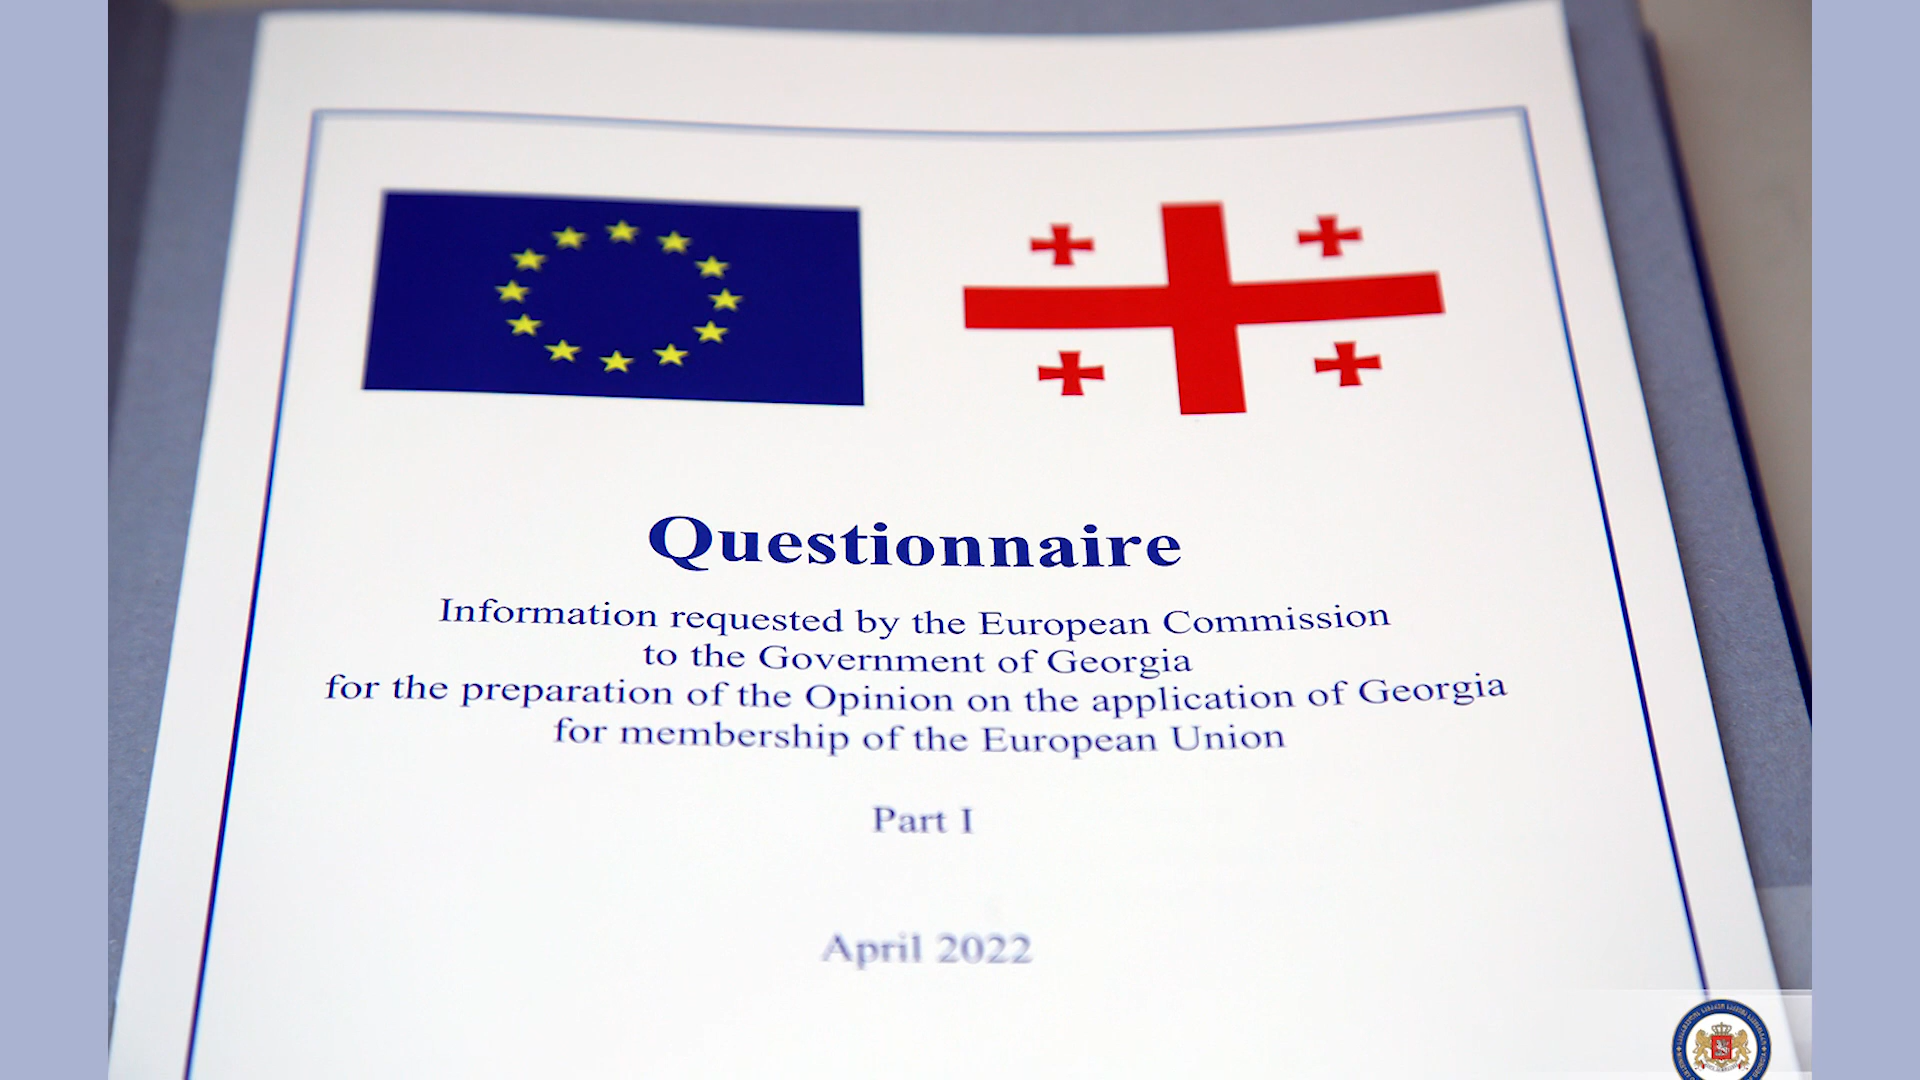 Questionnaire
Information requested by the European Commission
to the Government of Georgia
for the preparation of the Opinion on the application of Georgia
for membership of the European Union
Part I
April 2022